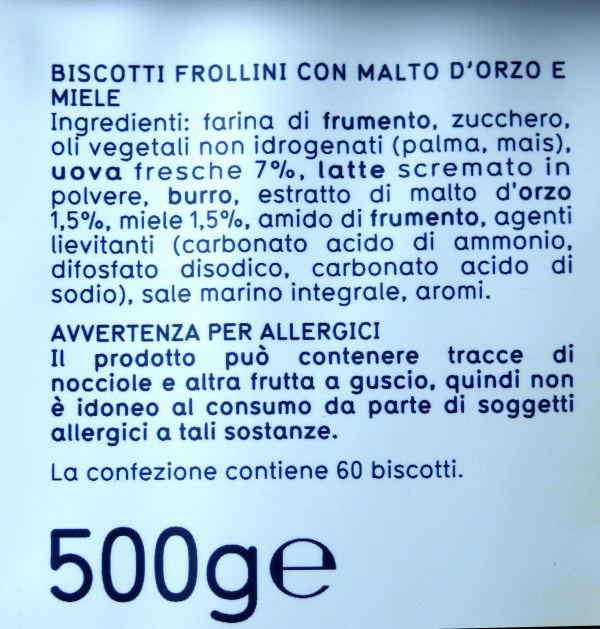 BISCOTTI FROLLINI CON MALTO D'ORZO E
MIELE
Ingredienti: farina di frumento, zucchero,
oli vegetali non idrogenati (palma, mais),
uova fresche 7%, latte scremato in
polvere, burro, estratto di malto d'orzo
1,5%, miele 1,5%, amido di frumento, agenti
lievitanti (carbonato acido di ammonio,
difosfato disodico, carbonato acido di
sodio), sale marino integrale, aromi.
AVVERTENZA PER ALLERGICI
Il prodotto può contenere tracce di
nocciole e altra frutta a guscio, quindi non
è idoneo al consumo da parte di soggetti
allergici a tali sostanze.
La confezione contiene 60 biscotti.
500g℮